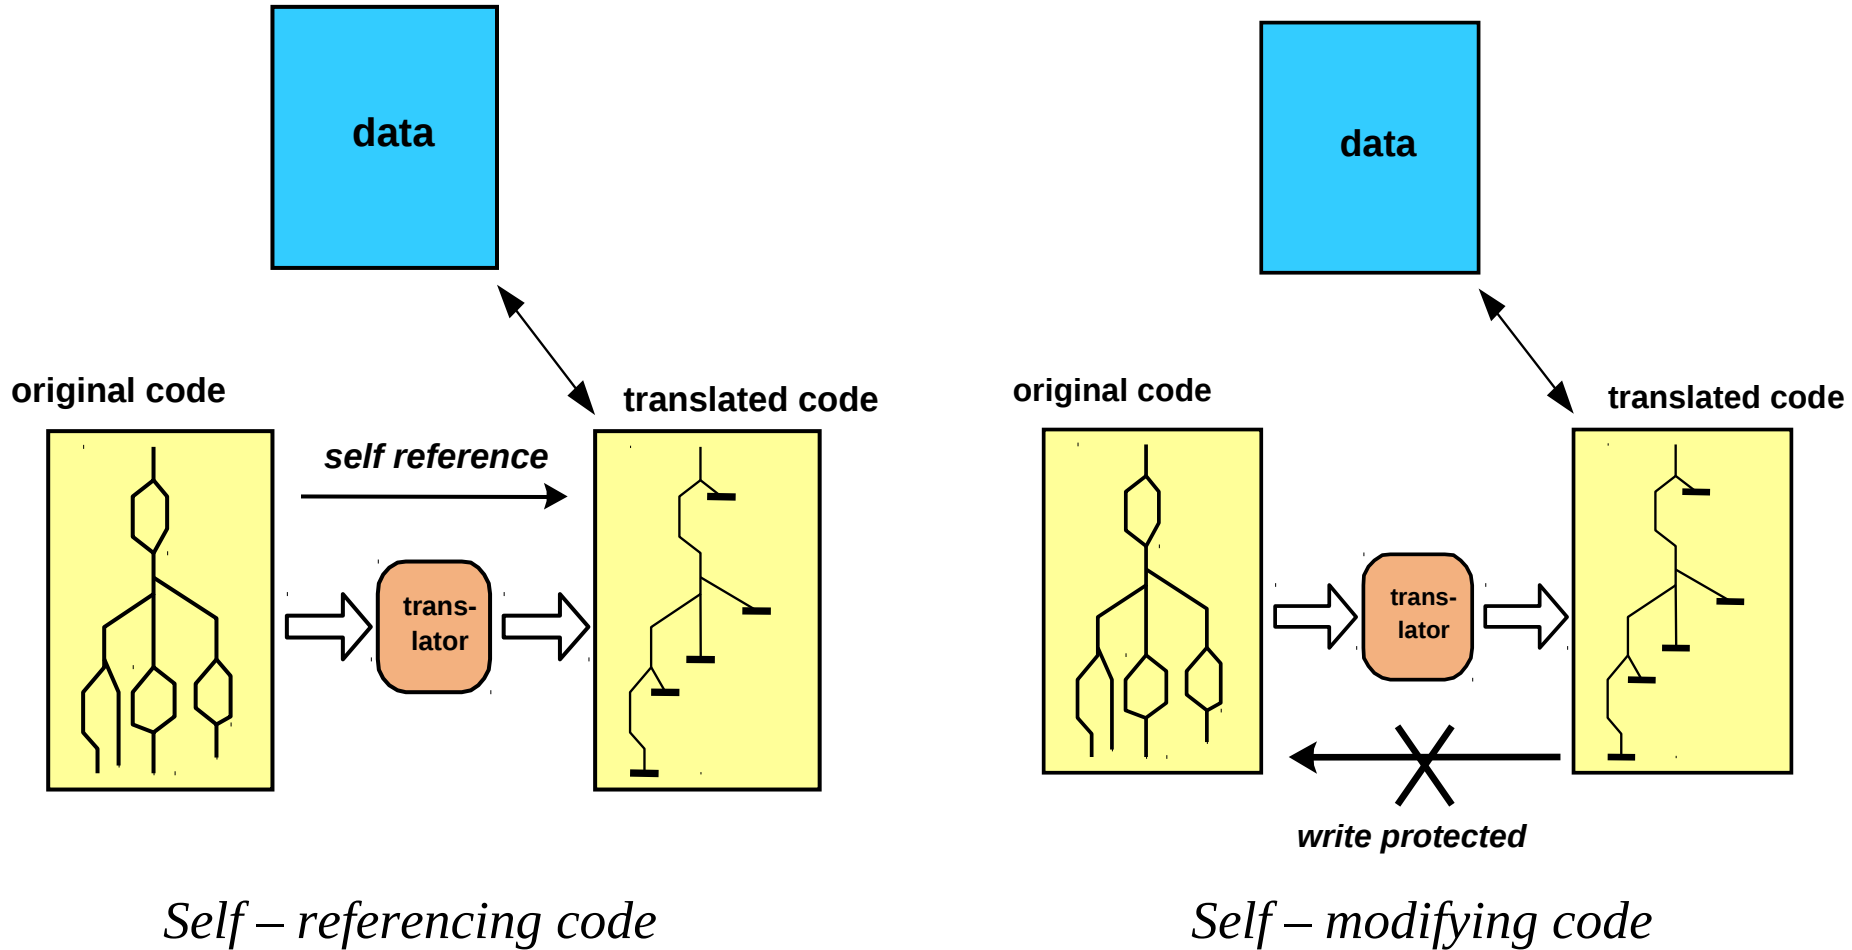 data
original code
translated code
self reference
trans-
lator
Self – referencing code
data
original code
translated code
trans-
lator
write protected
Self – modifying code